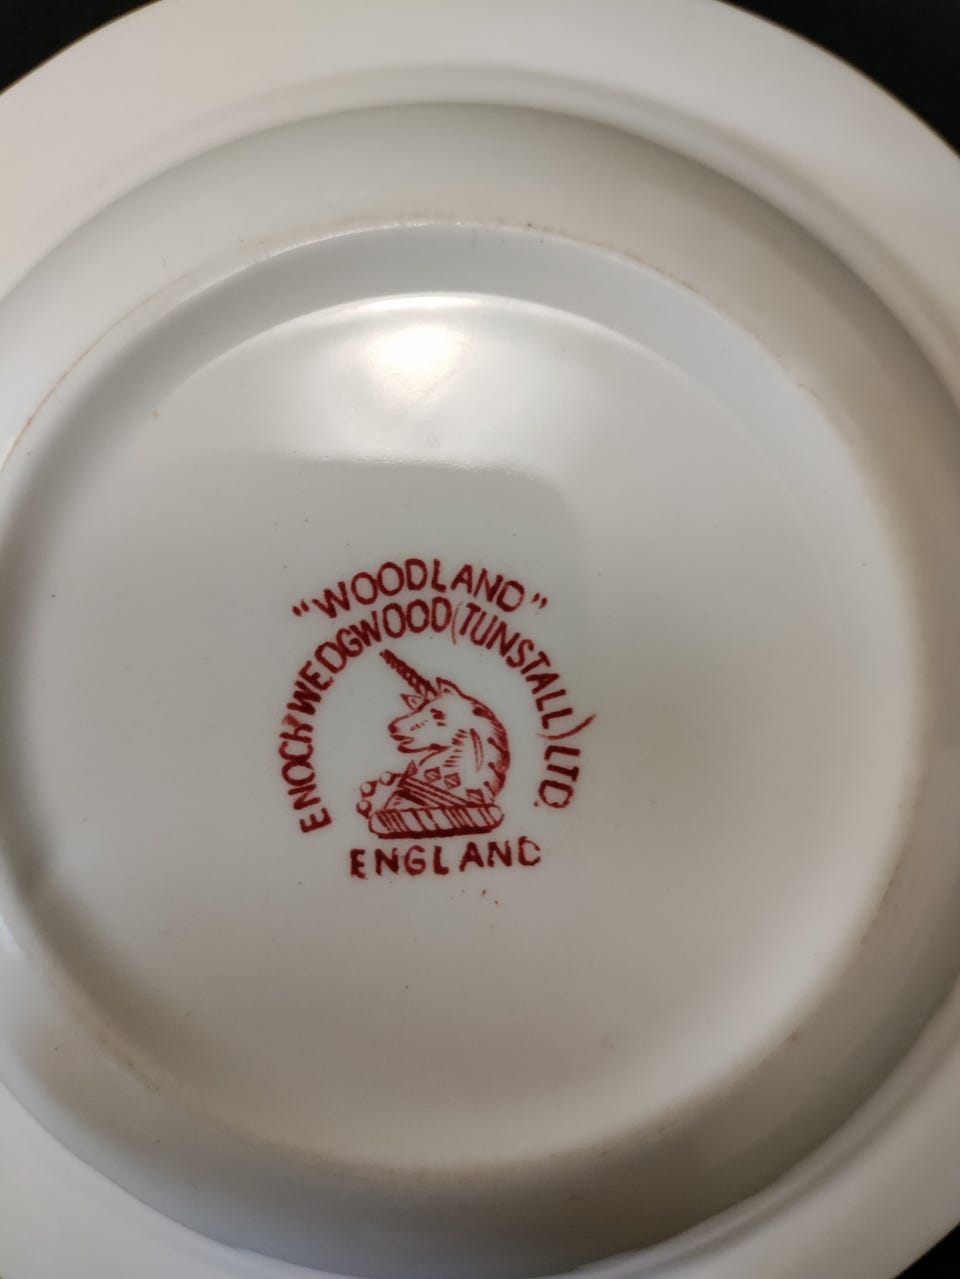 "WOODLAND"
ENOCH WEDGWOOD (TUNSTALL) LTD.
ENGLAND